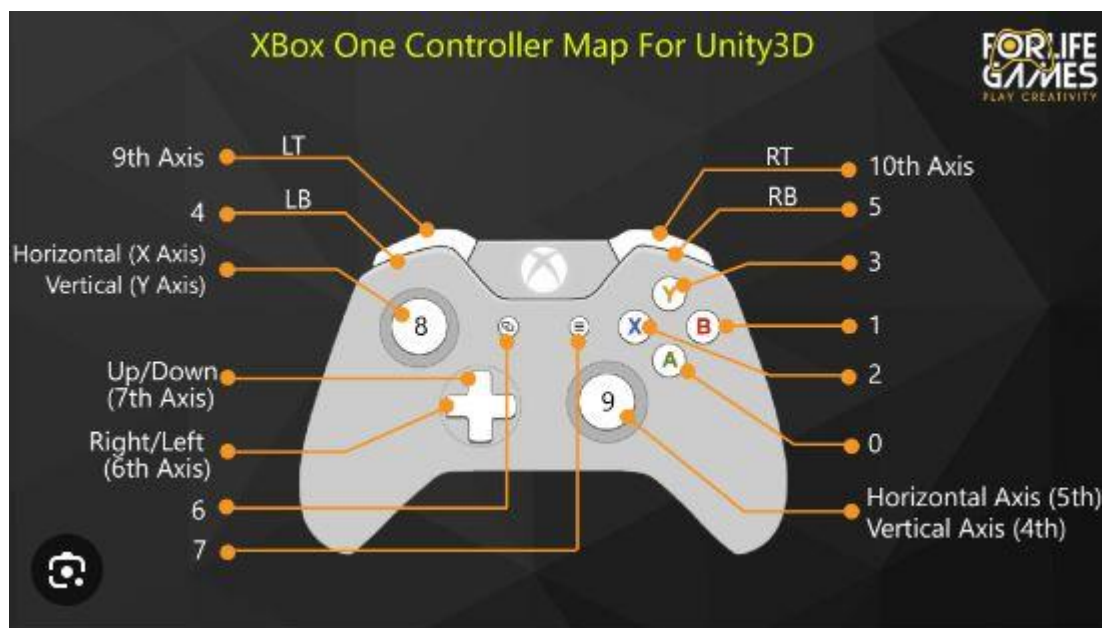 XBox One Controller Map For Unity3D
FORLIFE
GAMES
PLAY CREATIVITY
9th Axis
LT
RT
10th Axis
4
LB
RB
5
Horizontal (X Axis)
Vertical (Y Axis)
3
Y
8
X
B
1
A
2
Up/Down
(7th Axis)
9
Right/Left
(6th Axis)
0
6
Horizontal Axis (5th)
Vertical Axis (4th)
7